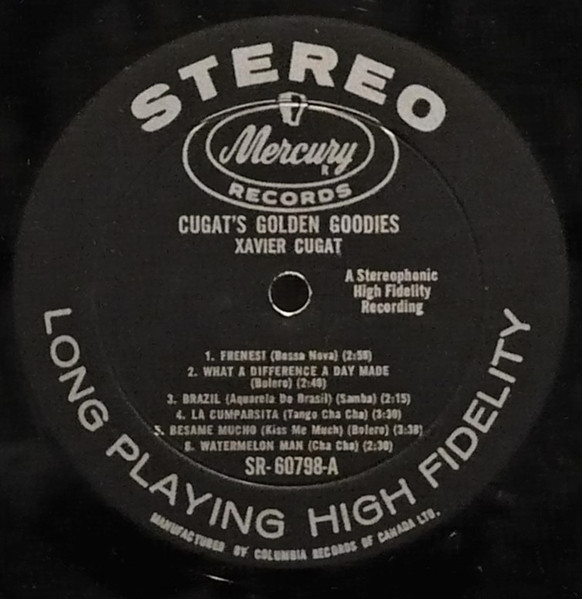 STEREO
Mercury
R
RECORDS
CUGAT'S GOLDEN GOODIES
XAVIER CUGAT
A Stereophonic
High Fidelity
Recording
1. FRENESI (Bossa Nova) (2:58)
2. WHAT A DIFFERENCE A DAY MADE
(Bolero) (2:40)
3. BRAZIL (Aquarela Do Brasil) (Samba) (2:15)
4. LA CUMPARSITA (Tango Cha Cha) (3:30)
5. BESAME MUCHO (Kiss Me Much) (Bolero) (3:38)
6. WATERMELON MAN (Cha Cha) (2:30)
SR-60798-A
LONG PLAYING HIGH FIDELITY
MANUFACTURED BY COLUMBIA RECORDS OF CANADA LTD.